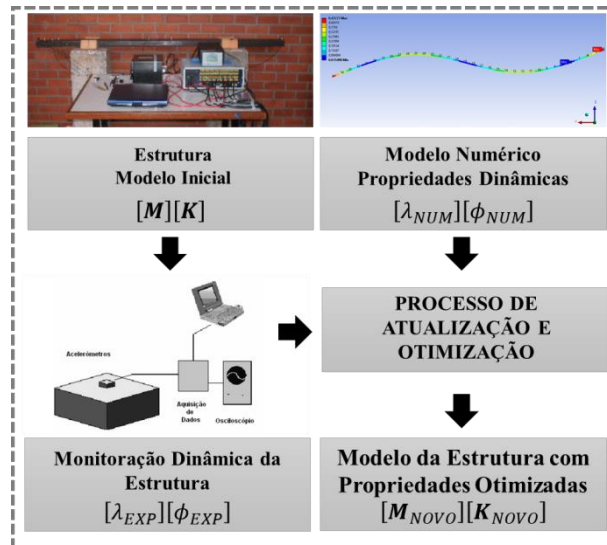 Estrutura
Modelo Inicial
[M][K]
Modelo Numérico
Propriedades Dinâmicas
[λNUM][ϕNUM]
Acelerómetros
Aquisição
de
Dados
Osciloscópio
PROCESSO DE
ATUALIZAÇÃO E
OTIMIZAÇÃO
Monitoração Dinâmica da
Estrutura
[λEXP][ϕEXP]
Modelo da Estrutura com
Propriedades Otimizadas
[MNOVO][KNOVO]